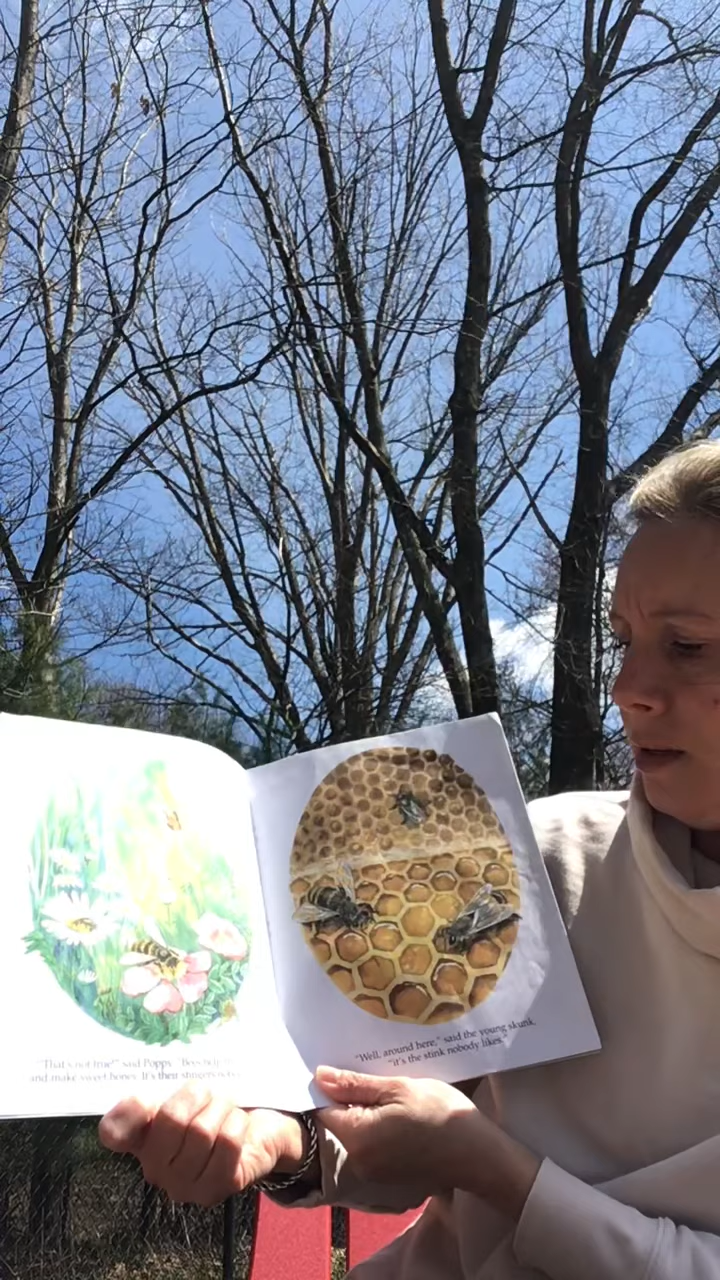 "That's not true!" said Poppy. "Bees help
and make sweet honey. It's their stingers
"Well, around here," said the young skunk,
"it's the stink nobody likes."